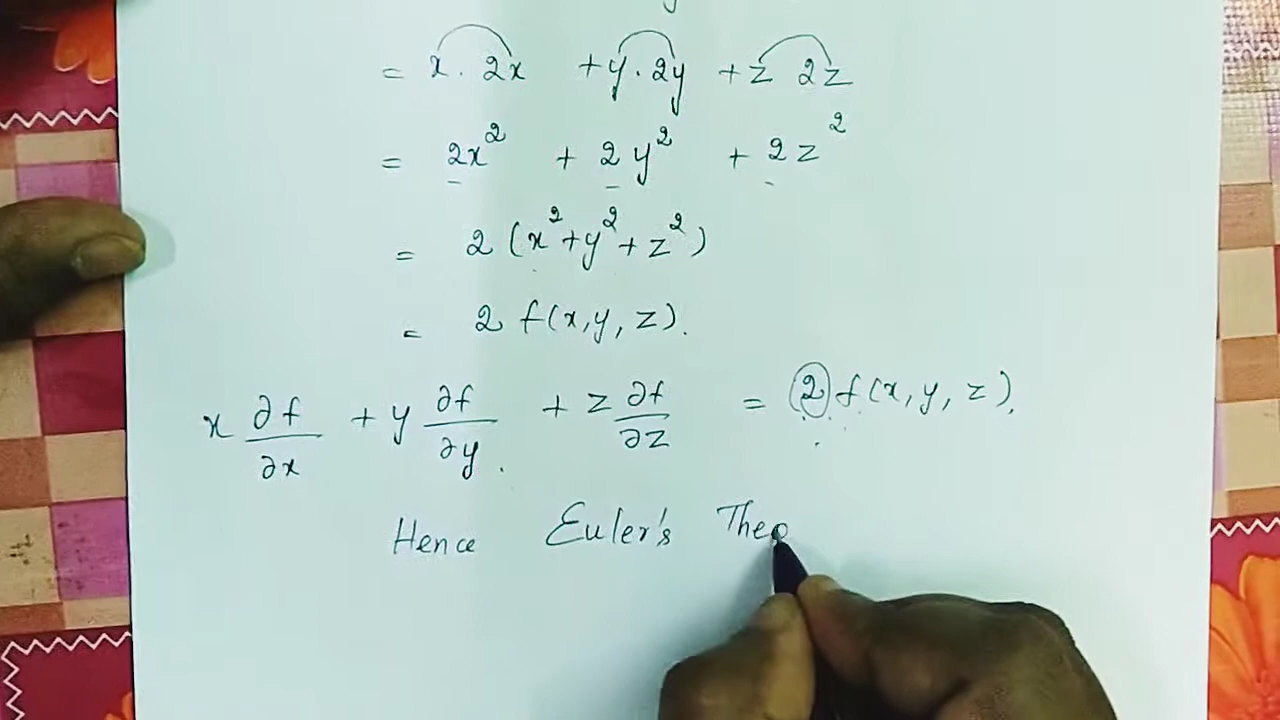 = x . 2x + y . 2y + z 2z
= 2x² + 2y² + 2z²
= 2 (x² + y² + z²)
= 2 f(x, y, z).
x ∂f/∂x + y ∂f/∂y + z ∂f/∂z = 2 f(x, y, z).
Hence Euler's Theo